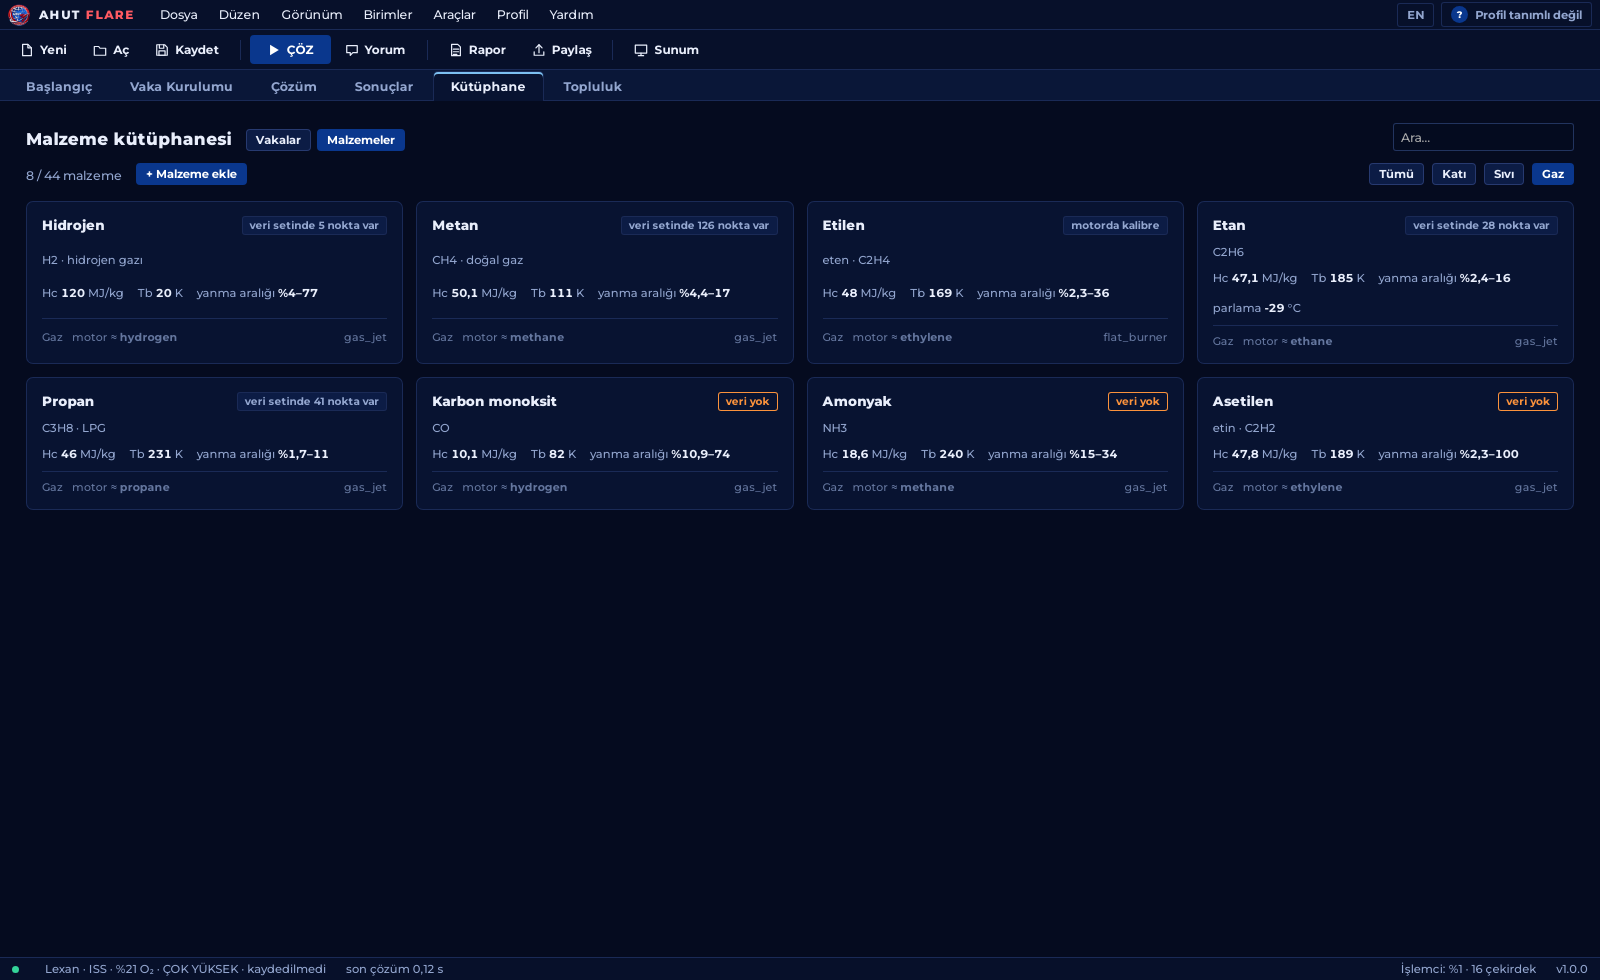 AHUT FLARE Dosya Düzen Görünüm Birimler Araçlar Profil Yardım EN ? Profil tanımlı değil
Yeni Aç Kaydet ÇÖZ Yorum Rapor Paylaş Sunum
Başlangıç Vaka Kurulumu Çözüm Sonuçlar Kütüphane Topluluk
Malzeme kütüphanesi Vakalar Malzemeler Ara...
8 / 44 malzeme + Malzeme ekle Tümü Katı Sıvı Gaz
Hidrojen veri setinde 5 nokta var
H2 · hidrojen gazı
Hc 120 MJ/kg Tb 20 K yanma aralığı %4–77
Gaz motor ≈ hydrogen gas_jet
Metan veri setinde 126 nokta var
CH4 · doğal gaz
Hc 50,1 MJ/kg Tb 111 K yanma aralığı %4,4–17
Gaz motor ≈ methane gas_jet
Etilen motorda kalibre
eten · C2H4
Hc 48 MJ/kg Tb 169 K yanma aralığı %2,3–36
Gaz motor ≈ ethylene flat_burner
Etan veri setinde 28 nokta var
C2H6
Hc 47,1 MJ/kg Tb 185 K yanma aralığı %2,4–16
parlama -29 °C
Gaz motor ≈ ethane gas_jet
Propan veri setinde 41 nokta var
C3H8 · LPG
Hc 46 MJ/kg Tb 231 K yanma aralığı %1,7–11
Gaz motor ≈ propane gas_jet
Karbon monoksit veri yok
CO
Hc 10,1 MJ/kg Tb 82 K yanma aralığı %10,9–74
Gaz motor ≈ hydrogen gas_jet
Amonyak veri yok
NH3
Hc 18,6 MJ/kg Tb 240 K yanma aralığı %15–34
Gaz motor ≈ methane gas_jet
Asetilen veri yok
etin · C2H2
Hc 47,8 MJ/kg Tb 189 K yanma aralığı %2,3–100
Gaz motor ≈ ethylene gas_jet
Lexan · ISS · %21 O₂ · ÇOK YÜKSEK · kaydedilmedi son çözüm 0,12 s İşlemci: %1 · 16 çekirdek v1.0.0